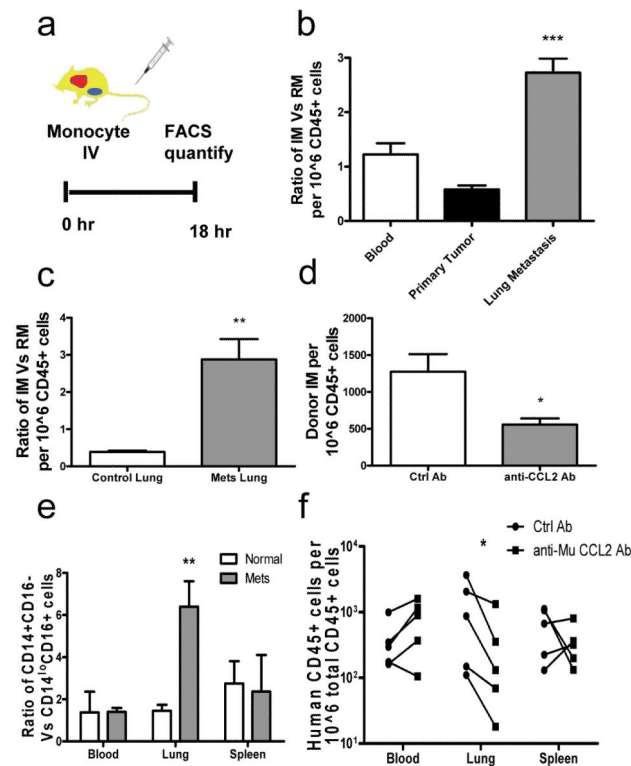 a
Monocyte
IV
FACS
quantify
0 hr
18 hr
b
Ratio of IM Vs RM
per 10^6 CD45+ cells
3
2
1
0
***
Blood
Primary Tumor
Lung Metastasis
c
Ratio of IM Vs RM
per 10^6 CD45+ cells
4
3
2
1
0
**
Control Lung
Mets Lung
d
Donor IM per
10^6 CD45+ cells
2000
1500
1000
500
0
*
Ctrl Ab
anti-CCL2 Ab
e
Ratio of CD14+CD16-
Vs CD14loCD16+ cells
8
6
4
2
0
**
Normal
Mets
Blood
Lung
Spleen
f
Ctrl Ab
anti-Mu CCL2 Ab
Human CD45+ cells per
10^6 total CD45+ cells
10^4
10^3
10^2
10^1
*
Blood
Lung
Spleen